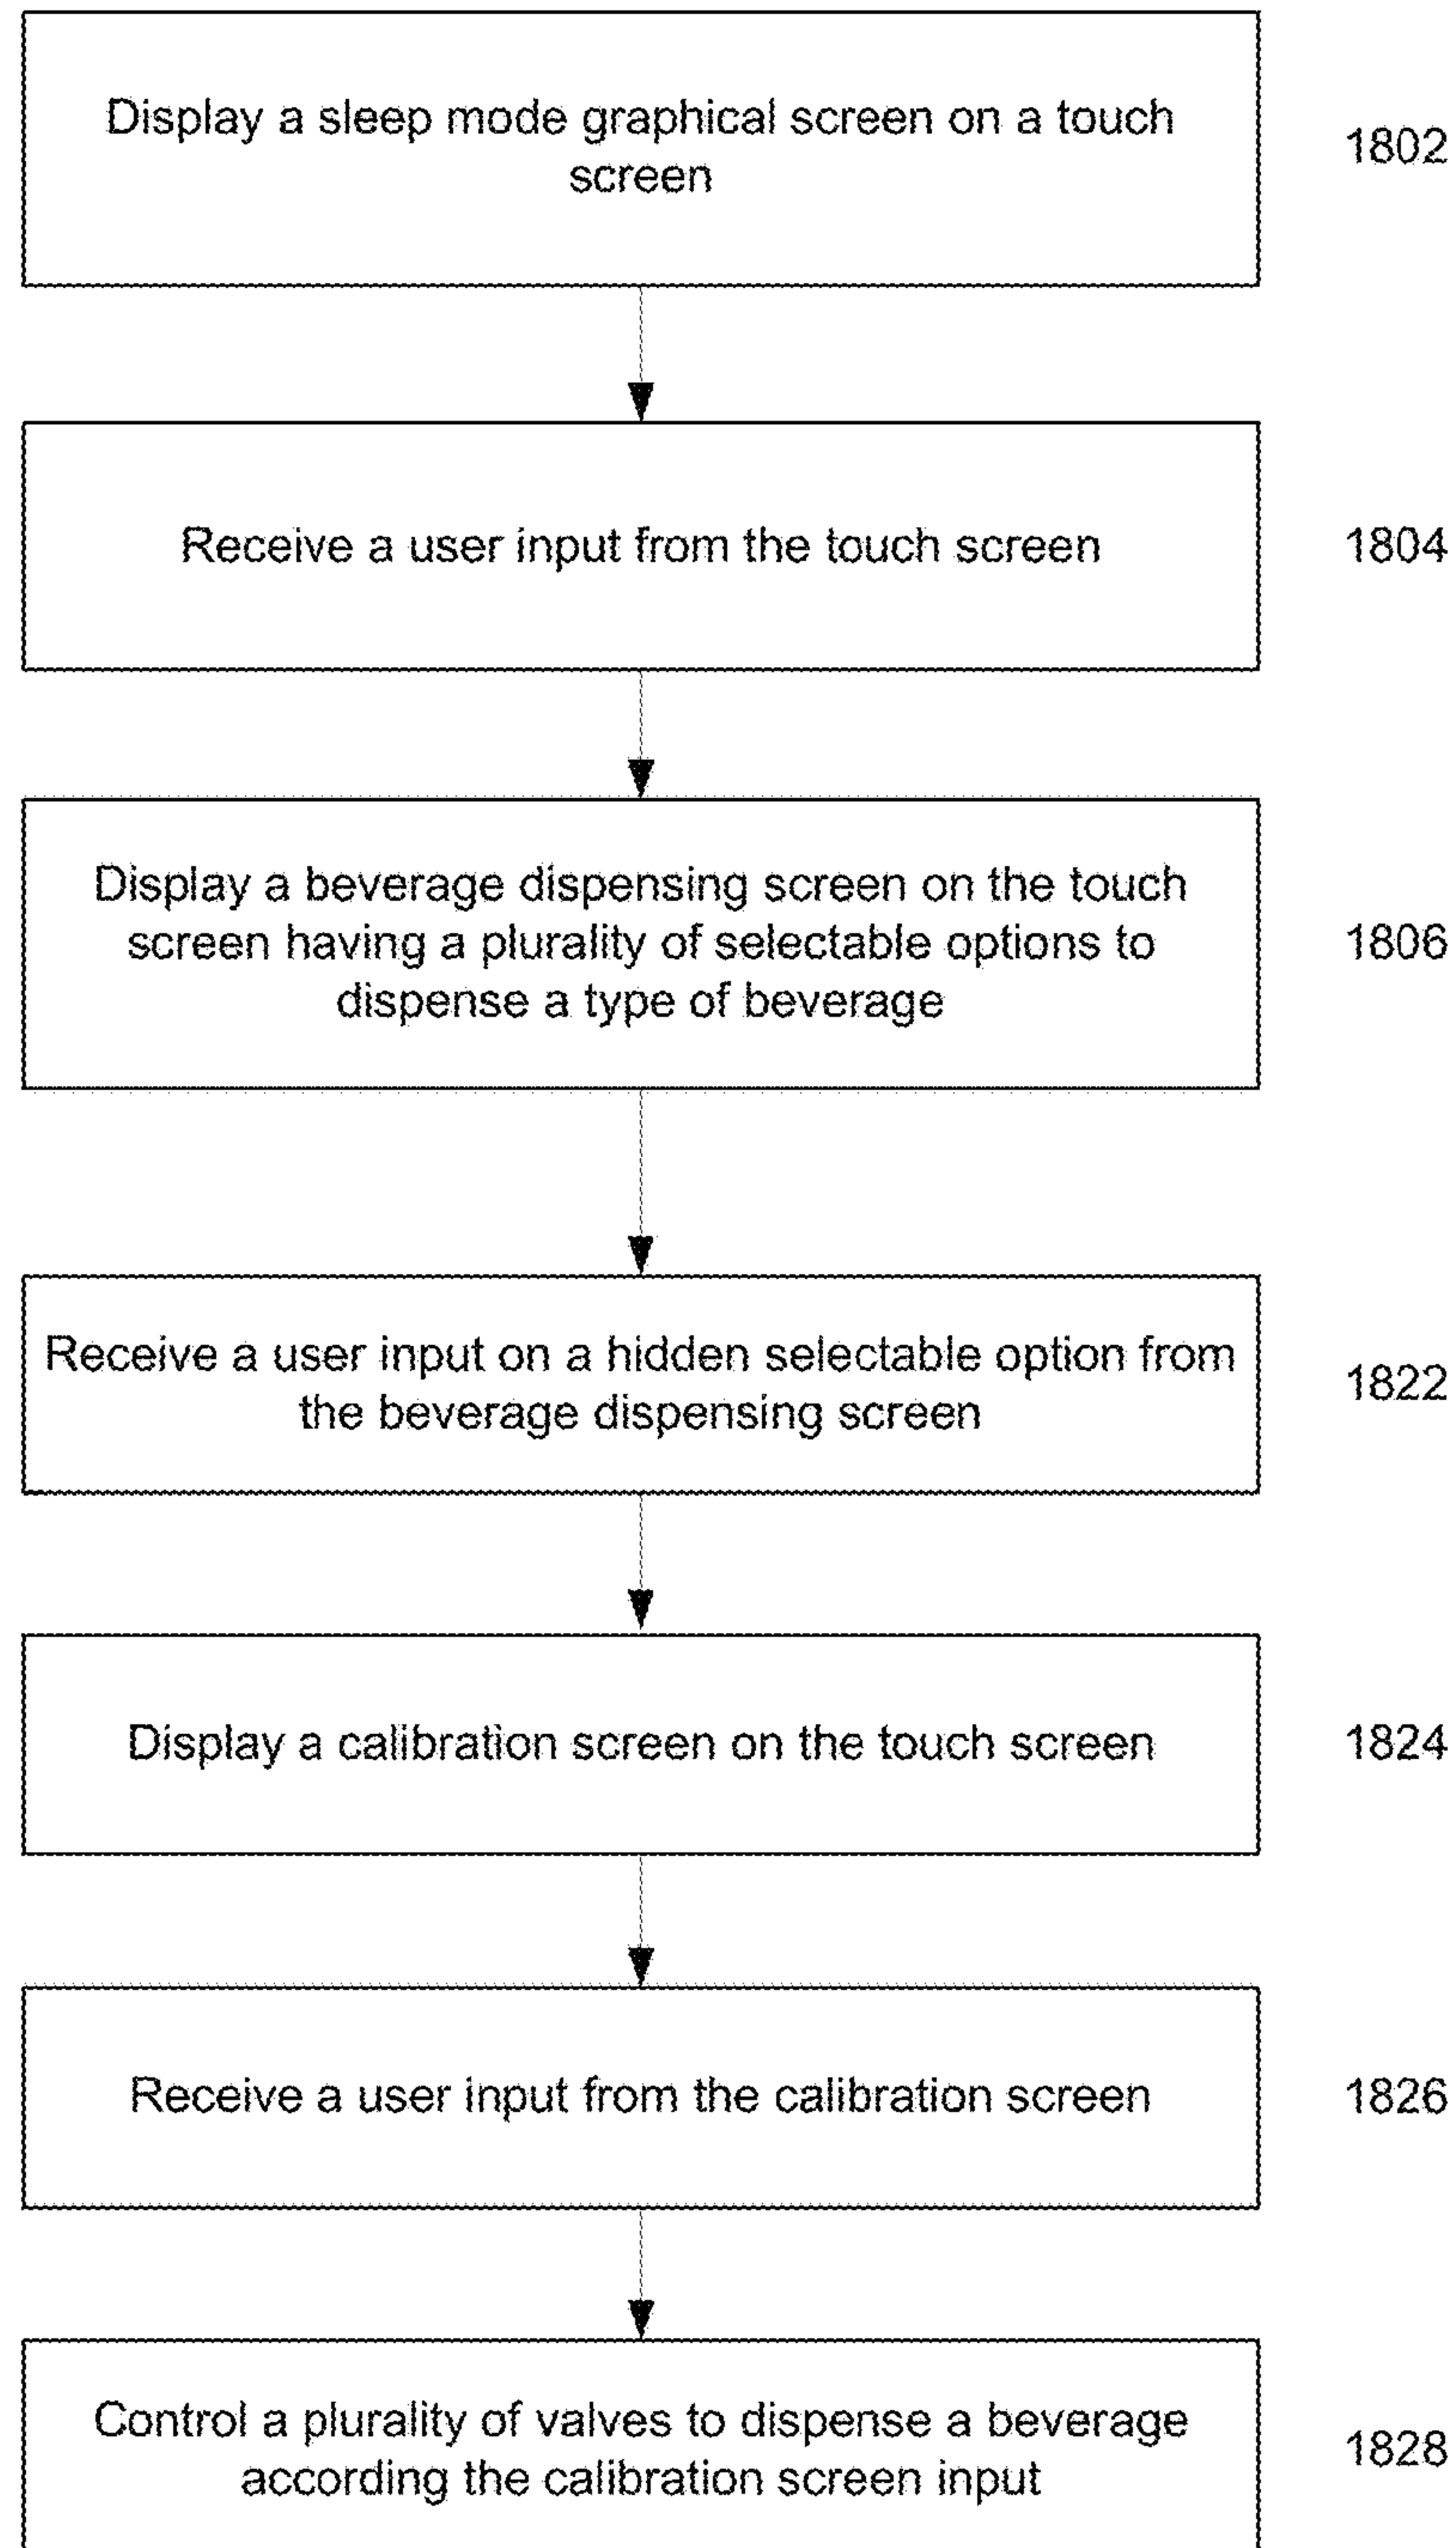 Display a sleep mode graphical screen on a touch
screen
1802
Receive a user input from the touch screen
1804
Display a beverage dispensing screen on the touch
screen having a plurality of selectable options to
dispense a type of beverage
1806
Receive a user input on a hidden selectable option from
the beverage dispensing screen
1822
Display a calibration screen on the touch screen
1824
Receive a user input from the calibration screen
1826
Control a plurality of valves to dispense a beverage
according the calibration screen input
1828